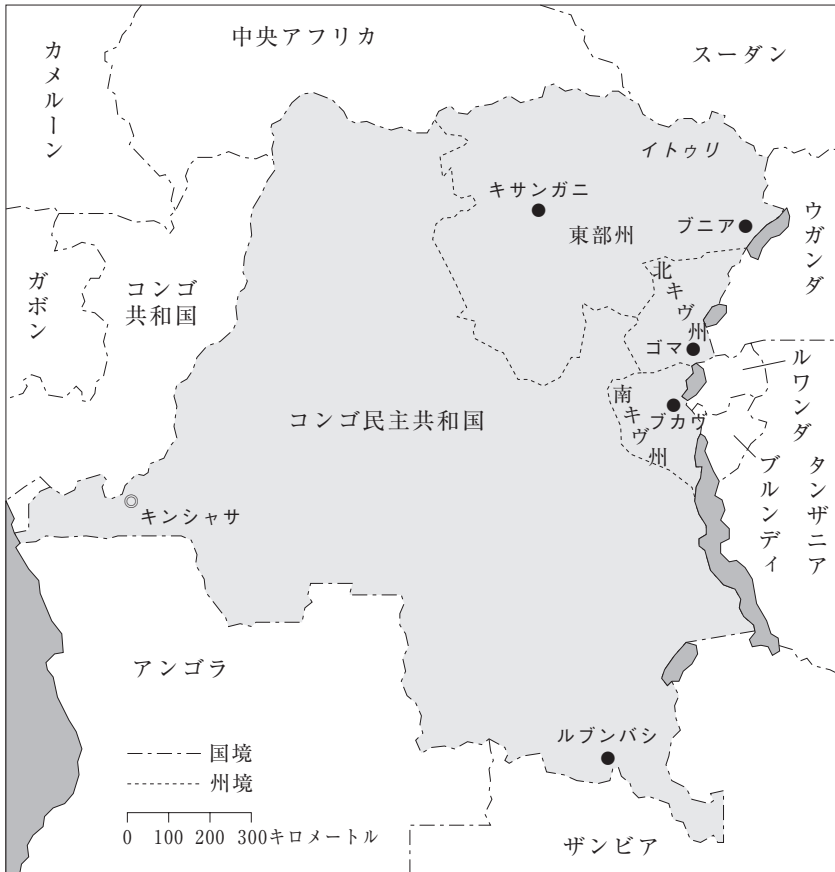 中央アフリカ
スーダン
カメルーン
イトゥリ
キサンガニ
ブニア
東部州
ウガンダ
ガボン
コンゴ
共和国
北キヴ州
ゴマ
ルワンダ
南キヴ州
ブカヴ
コンゴ民主共和国
ブルンディ
タンザニア
キンシャサ
アンゴラ
ルブンバシ
国境
州境
0 100 200 300キロメートル
ザンビア